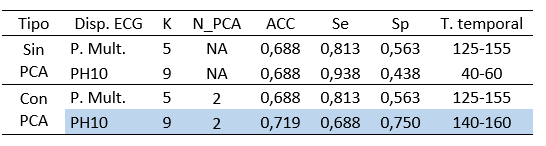 Tipo Disp. ECG K N_PCA ACC Se Sp T. temporal
Sin P. Mult. 5 NA 0,688 0,813 0,563 125-155
PCA PH10 9 NA 0,688 0,938 0,438 40-60
Con P. Mult. 5 2 0,688 0,813 0,563 125-155
PCA PH10 9 2 0,719 0,688 0,750 140-160